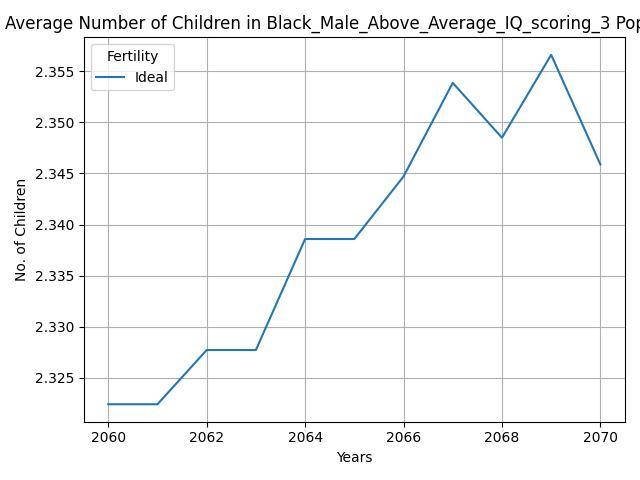 Average Number of Children in Black_Male_Above_Average_IQ_scoring_3 Pop
Fertility
Ideal
2.355
2.350
2.345
2.340
2.335
2.330
2.325
No. of Children
2060 2062 2064 2066 2068 2070
Years